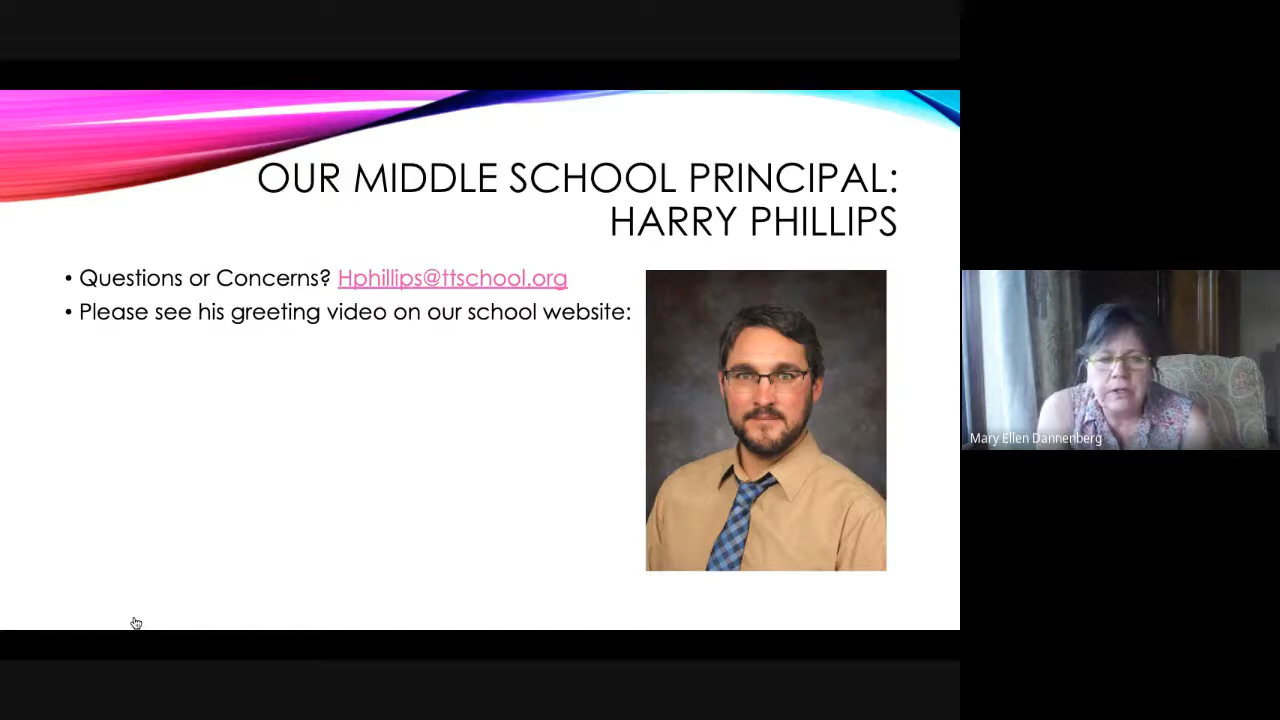 OUR MIDDLE SCHOOL PRINCIPAL:
HARRY PHILLIPS
• Questions or Concerns? Hphillips@ttschool.org
• Please see his greeting video on our school website:
Mary Ellen Dannenberg